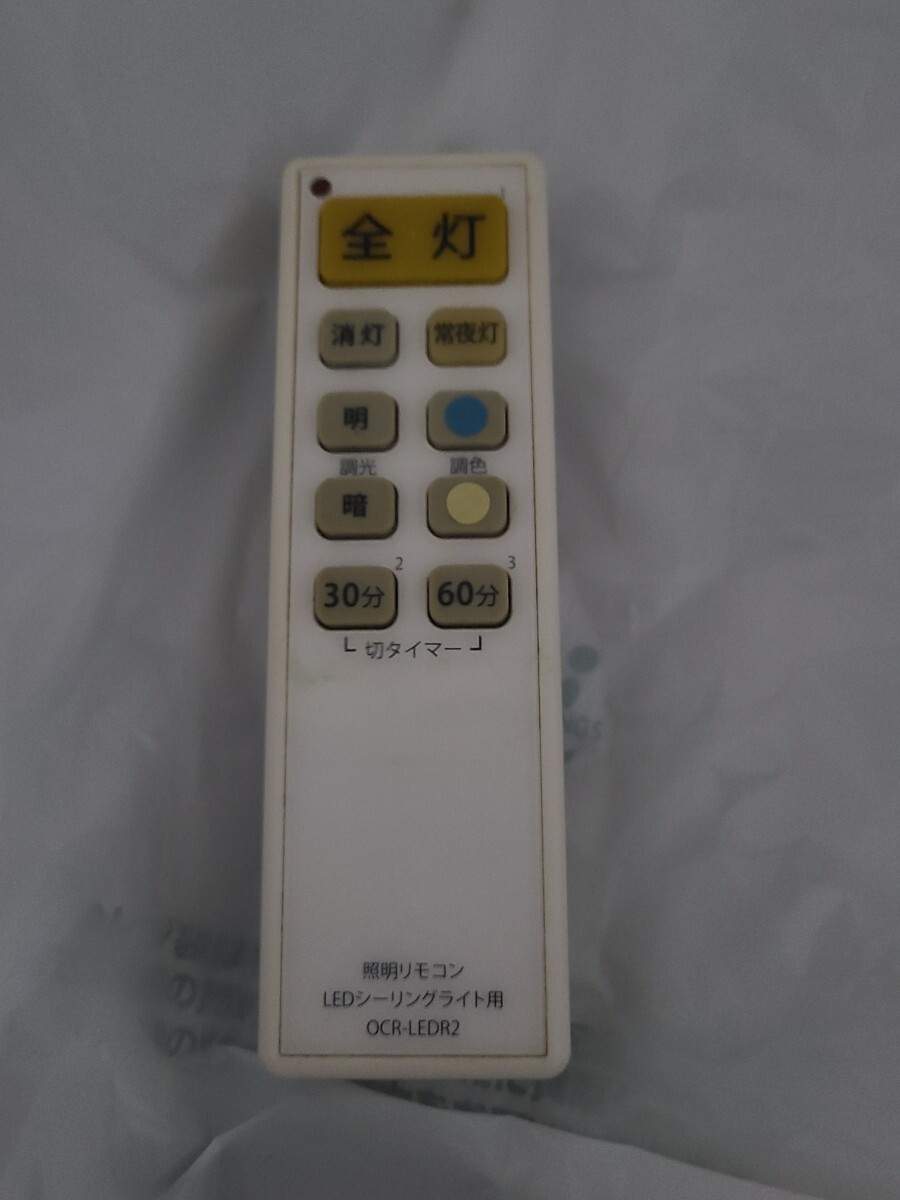 1
全灯
消灯 常夜灯
明
調光 調色
暗
2 3
30分 60分
切タイマー
照明リモコン
LEDシーリングライト用
OCR-LEDR2